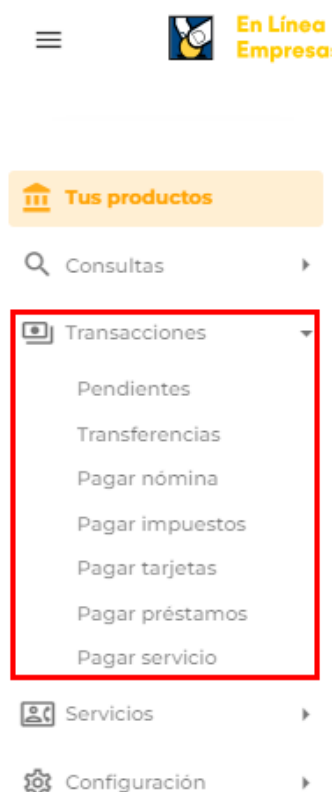 En Línea
Empresa
Tus productos
Consultas
Transacciones
Pendientes
Transferencias
Pagar nómina
Pagar impuestos
Pagar tarjetas
Pagar préstamos
Pagar servicio
Servicios
Configuración